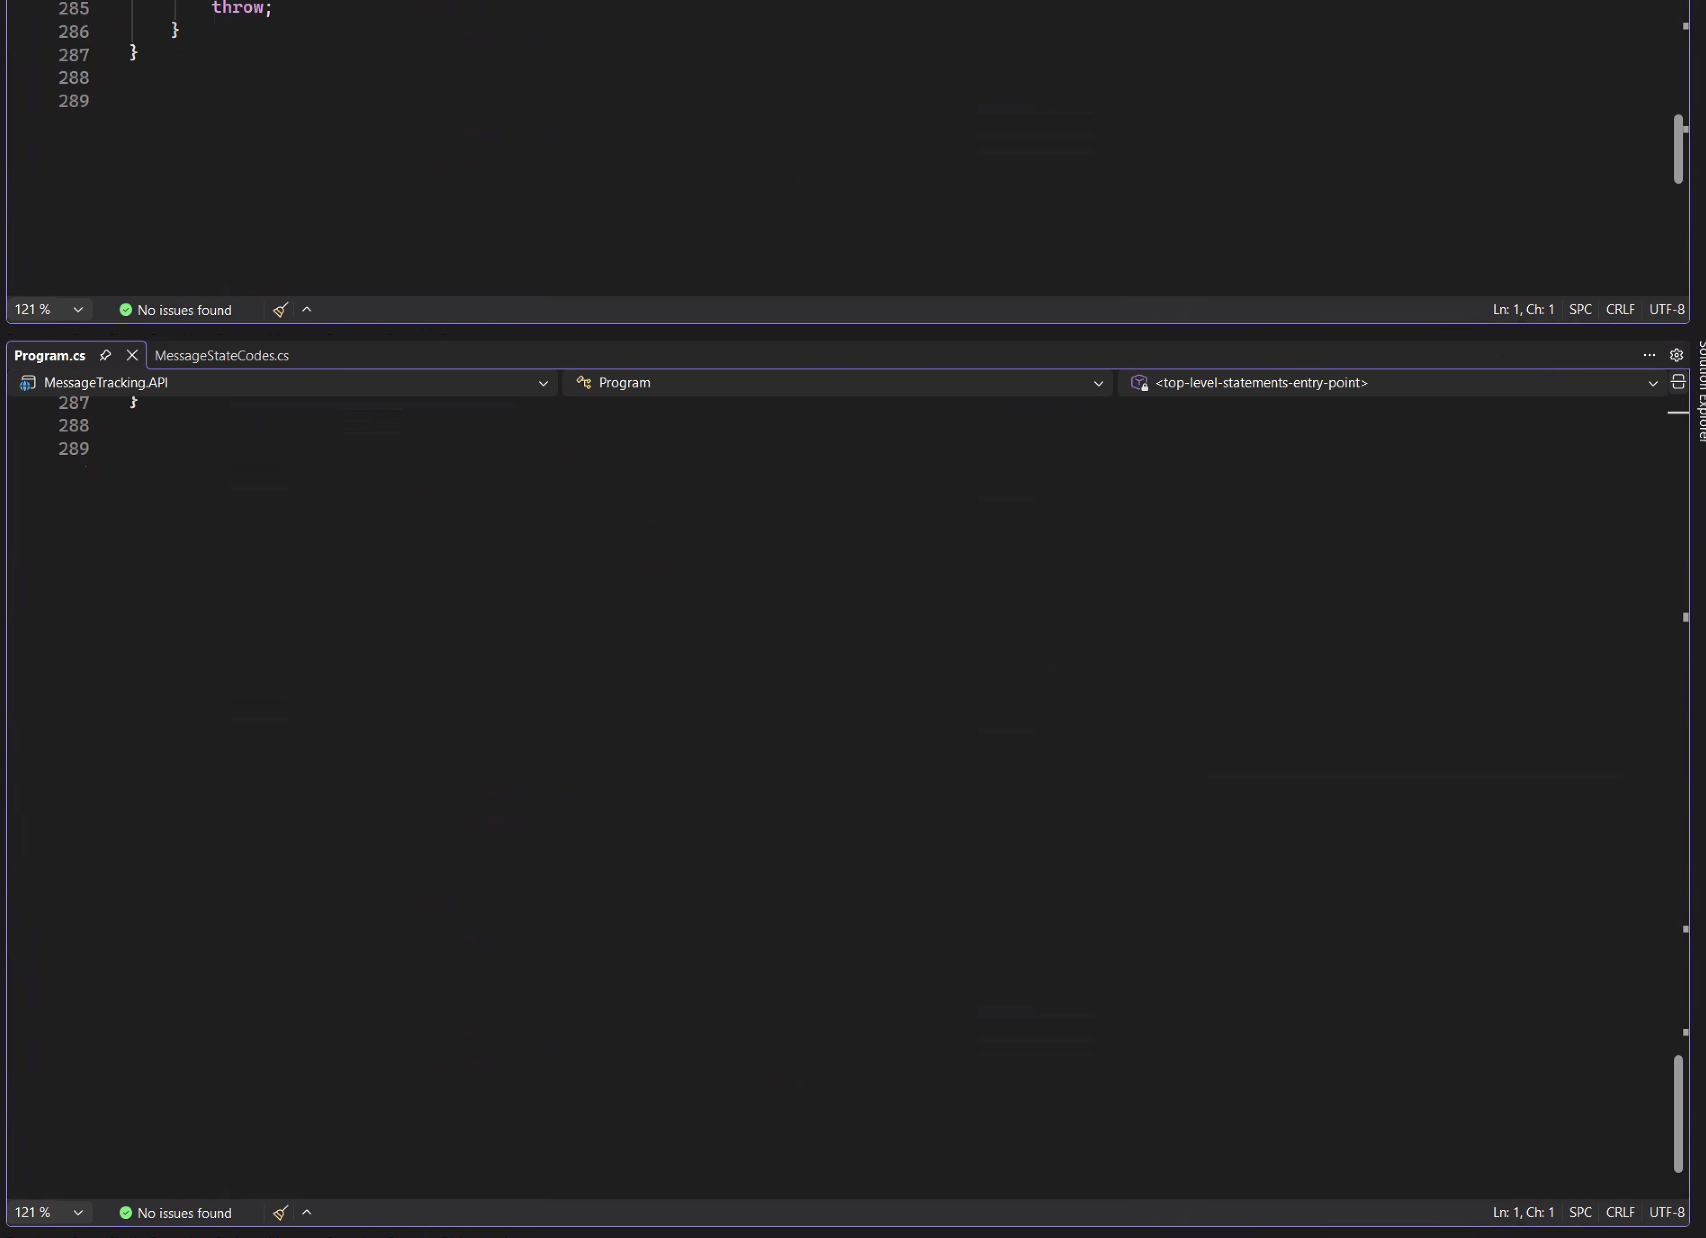 285 throw;
286 }
287 }
288
289
121 % No issues found Ln: 1, Ch: 1 SPC CRLF UTF-8
Program.cs MessageStateCodes.cs
MessageTracking.API Program <top-level-statements-entry-point>
287 }
288
289
121 % No issues found Ln: 1, Ch: 1 SPC CRLF UTF-8
Solution Explorer